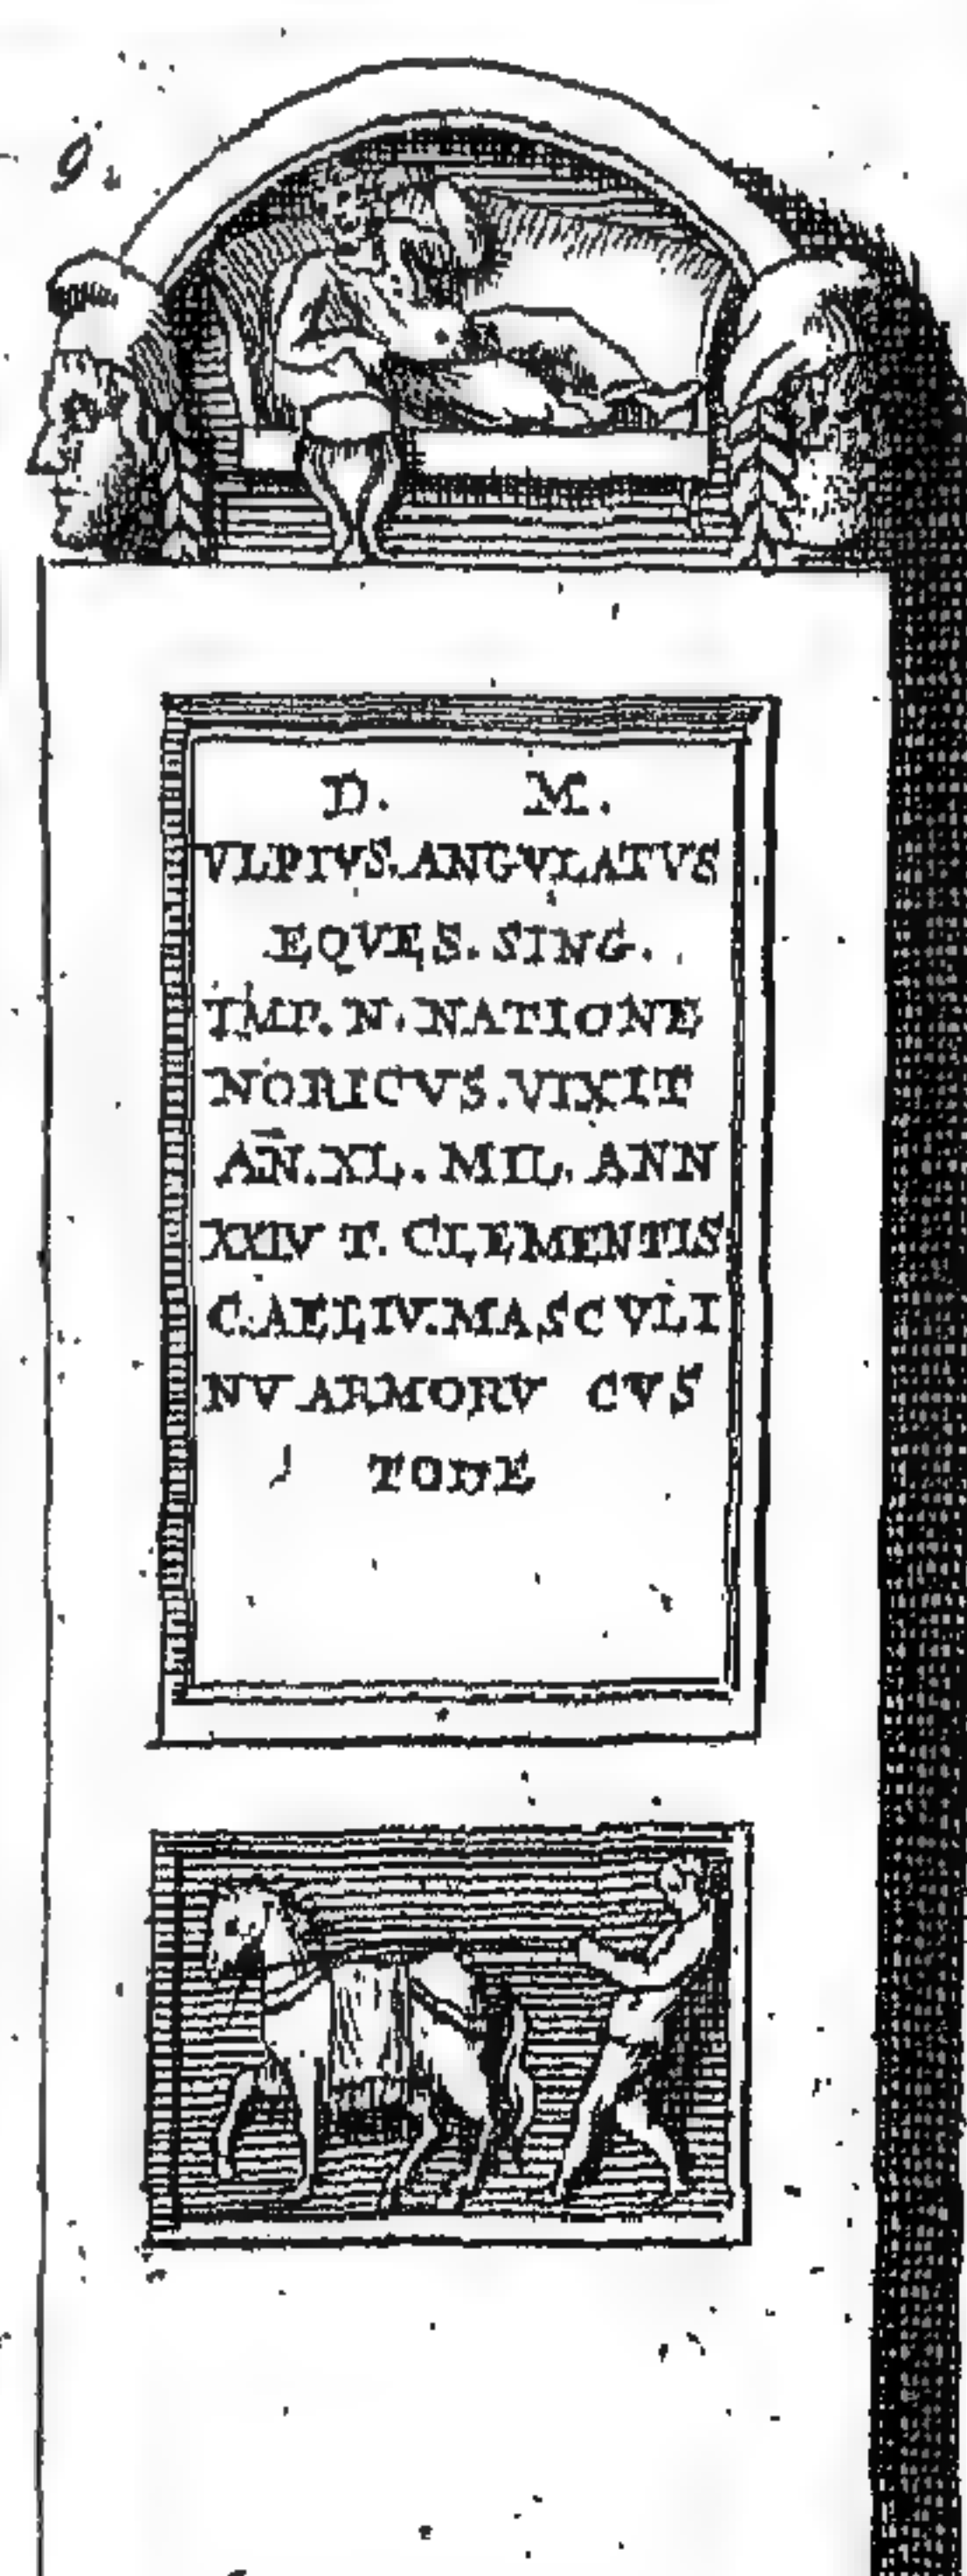 9.
D. M.
VLPIVS.ANGVLATVS
EQVES.SING.
IMP.N.NATIONE
NORICVS.VIXIT
AN.XL.MIL.ANN
XXIV T.CLEMENTIS
C.AELIV.MASCVLI
NV ARMORV CVS
TODE